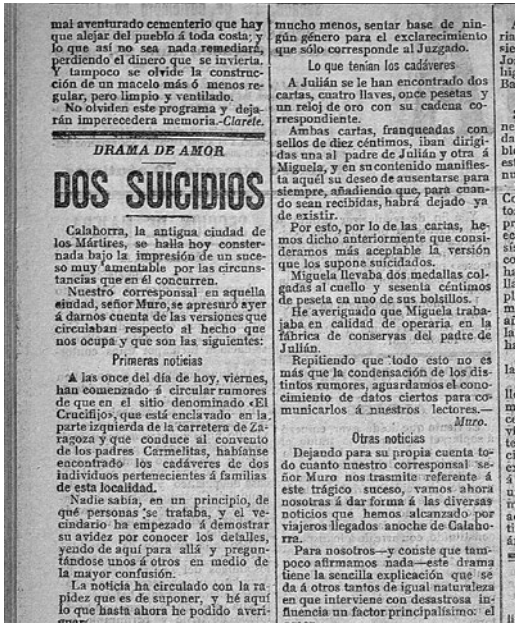 mal aventurado cementerio que hay
que alejar del pueblo á toda costa; y
lo que así no sea nada remediará,
perdiendo el dinero que se invierta.
Y tampoco se olvide la construc-
ción de un macelo más ó menos re-
gular, pero limpio y ventilado.
No olviden este programa y deja-
rán imperecedera memoria.-Clarete.
DRAMA DE AMOR
DOS SUICIDIOS
Calahorra, la antigua ciudad de
los Mártires, se halla hoy conster-
nada bajo la impresión de un suce-
so muy lamentable por las circuns-
tancias que en él concurren.
Nuestro corresponsal en aquella
ciudad, señor Muro, se apresuró ayer
á darnos cuenta de las versiones que
circulaban respecto al hecho que
nos ocupa y que son las siguientes:
Primeras noticias
A las once del día de hoy, viernes,
han comenzado á circular rumores
de que en el sitio denominado «El
Crucifijo», que está enclavado en la
parte izquierda de la carretera de Za-
ragoza y que conduce al convento
de los padres Carmelitas, habíanse
encontrado los cadáveres de dos
individuos pertenecientes á familias
de esta localidad.
Nadie sabía, en un principio, de
qué personas se trataba, y el ve-
cindario ha empezado á demostrar
su avidez por conocer los detalles,
yendo de aquí para allá y pregun-
tándose unos á otros en medio de
la mayor confusión.
La noticia ha circulado con la ra-
pidez que es de suponer, y hé aquí
lo que hasta ahora he podido averi-
guar:
mucho menos, sentar base de nin-
gún género para el exclarecimiento
que sólo corresponde al Juzgado.
Lo que tenían los cadáveres
A Julián se le han encontrado dos
cartas, cuatro llaves, once pesetas y
un reloj de oro con su cadena co-
rrespondiente.
Ambas cartas, franqueadas con
sellos de diez céntimos, iban dirigi-
das una al padre de Julián y otra á
Miguela, y en su contenido manifies-
ta aquél su deseo de ausentarse para
siempre, añadiendo que, para cuan-
do sean recibidas, habrá dejado ya
de existir.
Por esto, por lo de las carias, he-
mos dicho anteriormente que consi-
deramos más aceptable la versión
que los supone suicidados.
Miguela llevaba dos medallas col-
gadas al cuello y sesenta céntimos
de peseta en uno de sus bolsillos.
He averiguado que Miguela traba-
jaba en calidad de operaria en la
fábrica de conservas del padre de
Julián.
Repitiendo que todo esto no es
más que la condensación de los dis-
tintos rumores, aguardamos el cono-
cimiento de datos ciertos para co-
municarlos á nuestros lectores.—
Muro.
Otras noticias
Dejando para su propia cuenta to-
do cuanto nuestro corresponsal se-
ñor Muro nos trasmite referente á
este trágico suceso, vamos ahora
nosotras á dar forma á las diversas
noticios que hemos alcanzado por
viajeros llegados anoche de Calaho-
rra.
Para nosotros—y conste que tam-
poco afirmamos nada—este drama
tiene la sencilla explicación que se
da á otros tantos de igual naturaleza
en que interviene con desastrosa in-
fluencia un factor principalísimo: el